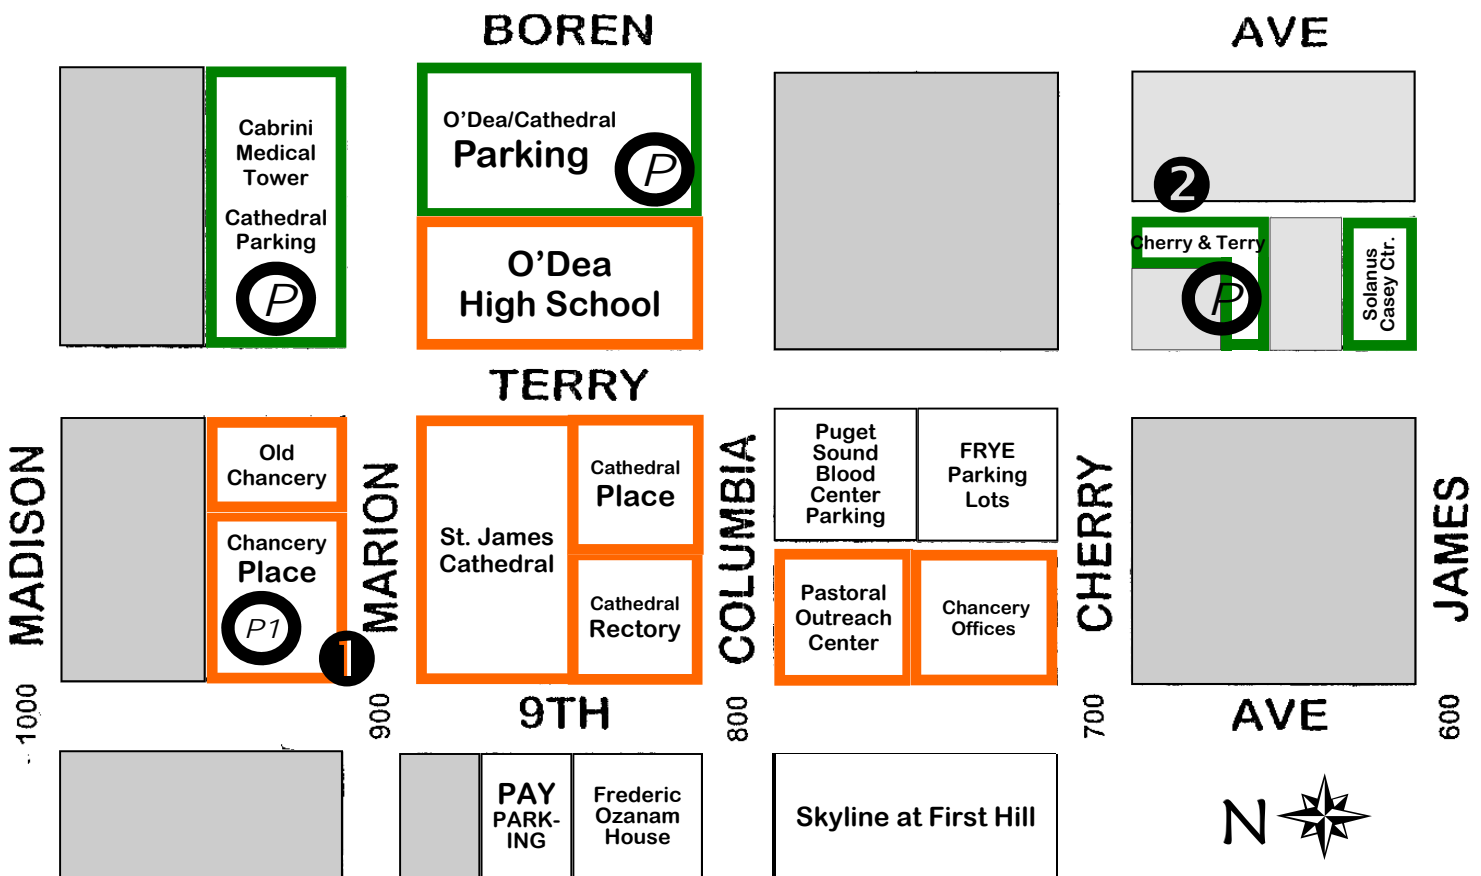 BOREN
AVE
Cabrini
Medical
Tower
Cathedral
Parking
P
O'Dea/Cathedral
Parking
P
O'Dea
High School
2
Cherry & Terry
P
Solanus
Casey Ctr.
TERRY
MADISON
Old
Chancery
Chancery
Place
P1
1
MARION
St. James
Cathedral
Cathedral
Place
Cathedral
Rectory
COLUMBIA
Puget
Sound
Blood
Center
Parking
FRYE
Parking
Lots
Pastoral
Outreach
Center
Chancery
Offices
CHERRY
JAMES
1000
900
9TH
800
700
AVE
600
PAY
PARK-
ING
Frederic
Ozanam
House
Skyline at First Hill
N